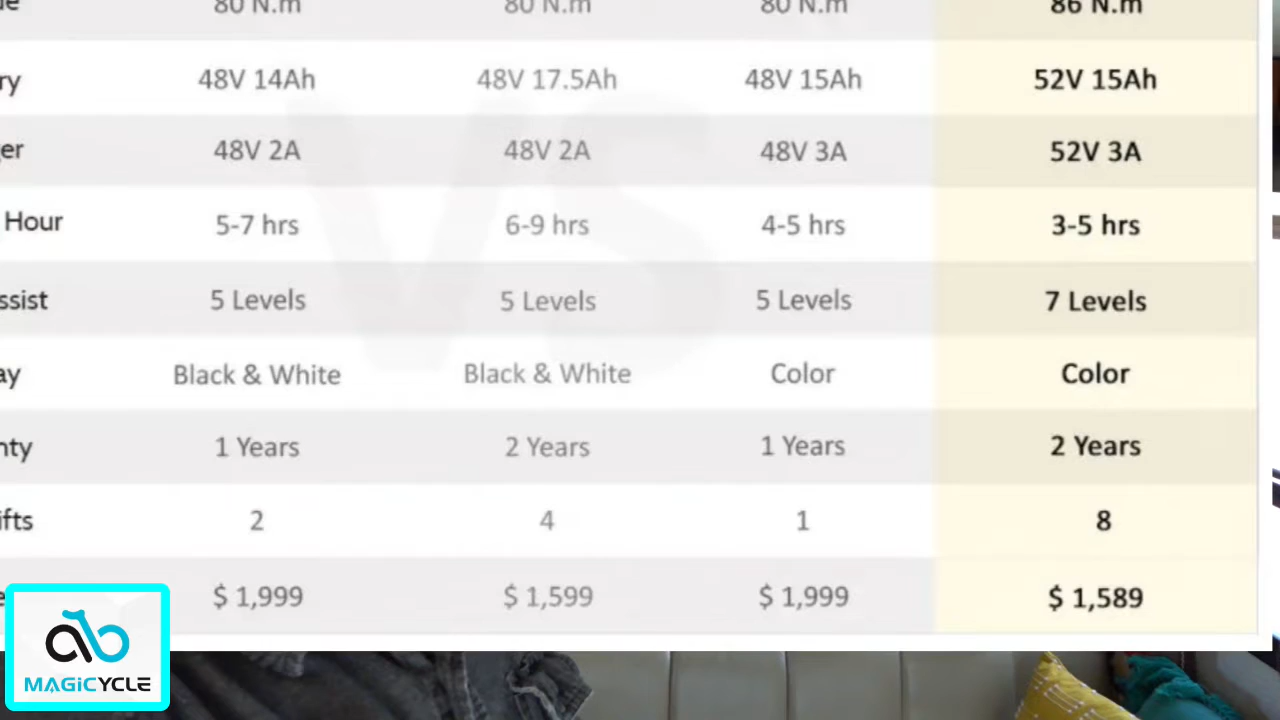 80 N.m 80 N.m 80 N.m 86 N.m
48V 14Ah 48V 17.5Ah 48V 15Ah 52V 15Ah
48V 2A 48V 2A 48V 3A 52V 3A
Hour 5-7 hrs 6-9 hrs 4-5 hrs 3-5 hrs
ssist 5 Levels 5 Levels 5 Levels 7 Levels
ay Black & White Black & White Color Color
nty 1 Years 2 Years 1 Years 2 Years
ifts 2 4 1 8
$ 1,999 $ 1,599 $ 1,999 $ 1,589
VS
MAGiCYCLE